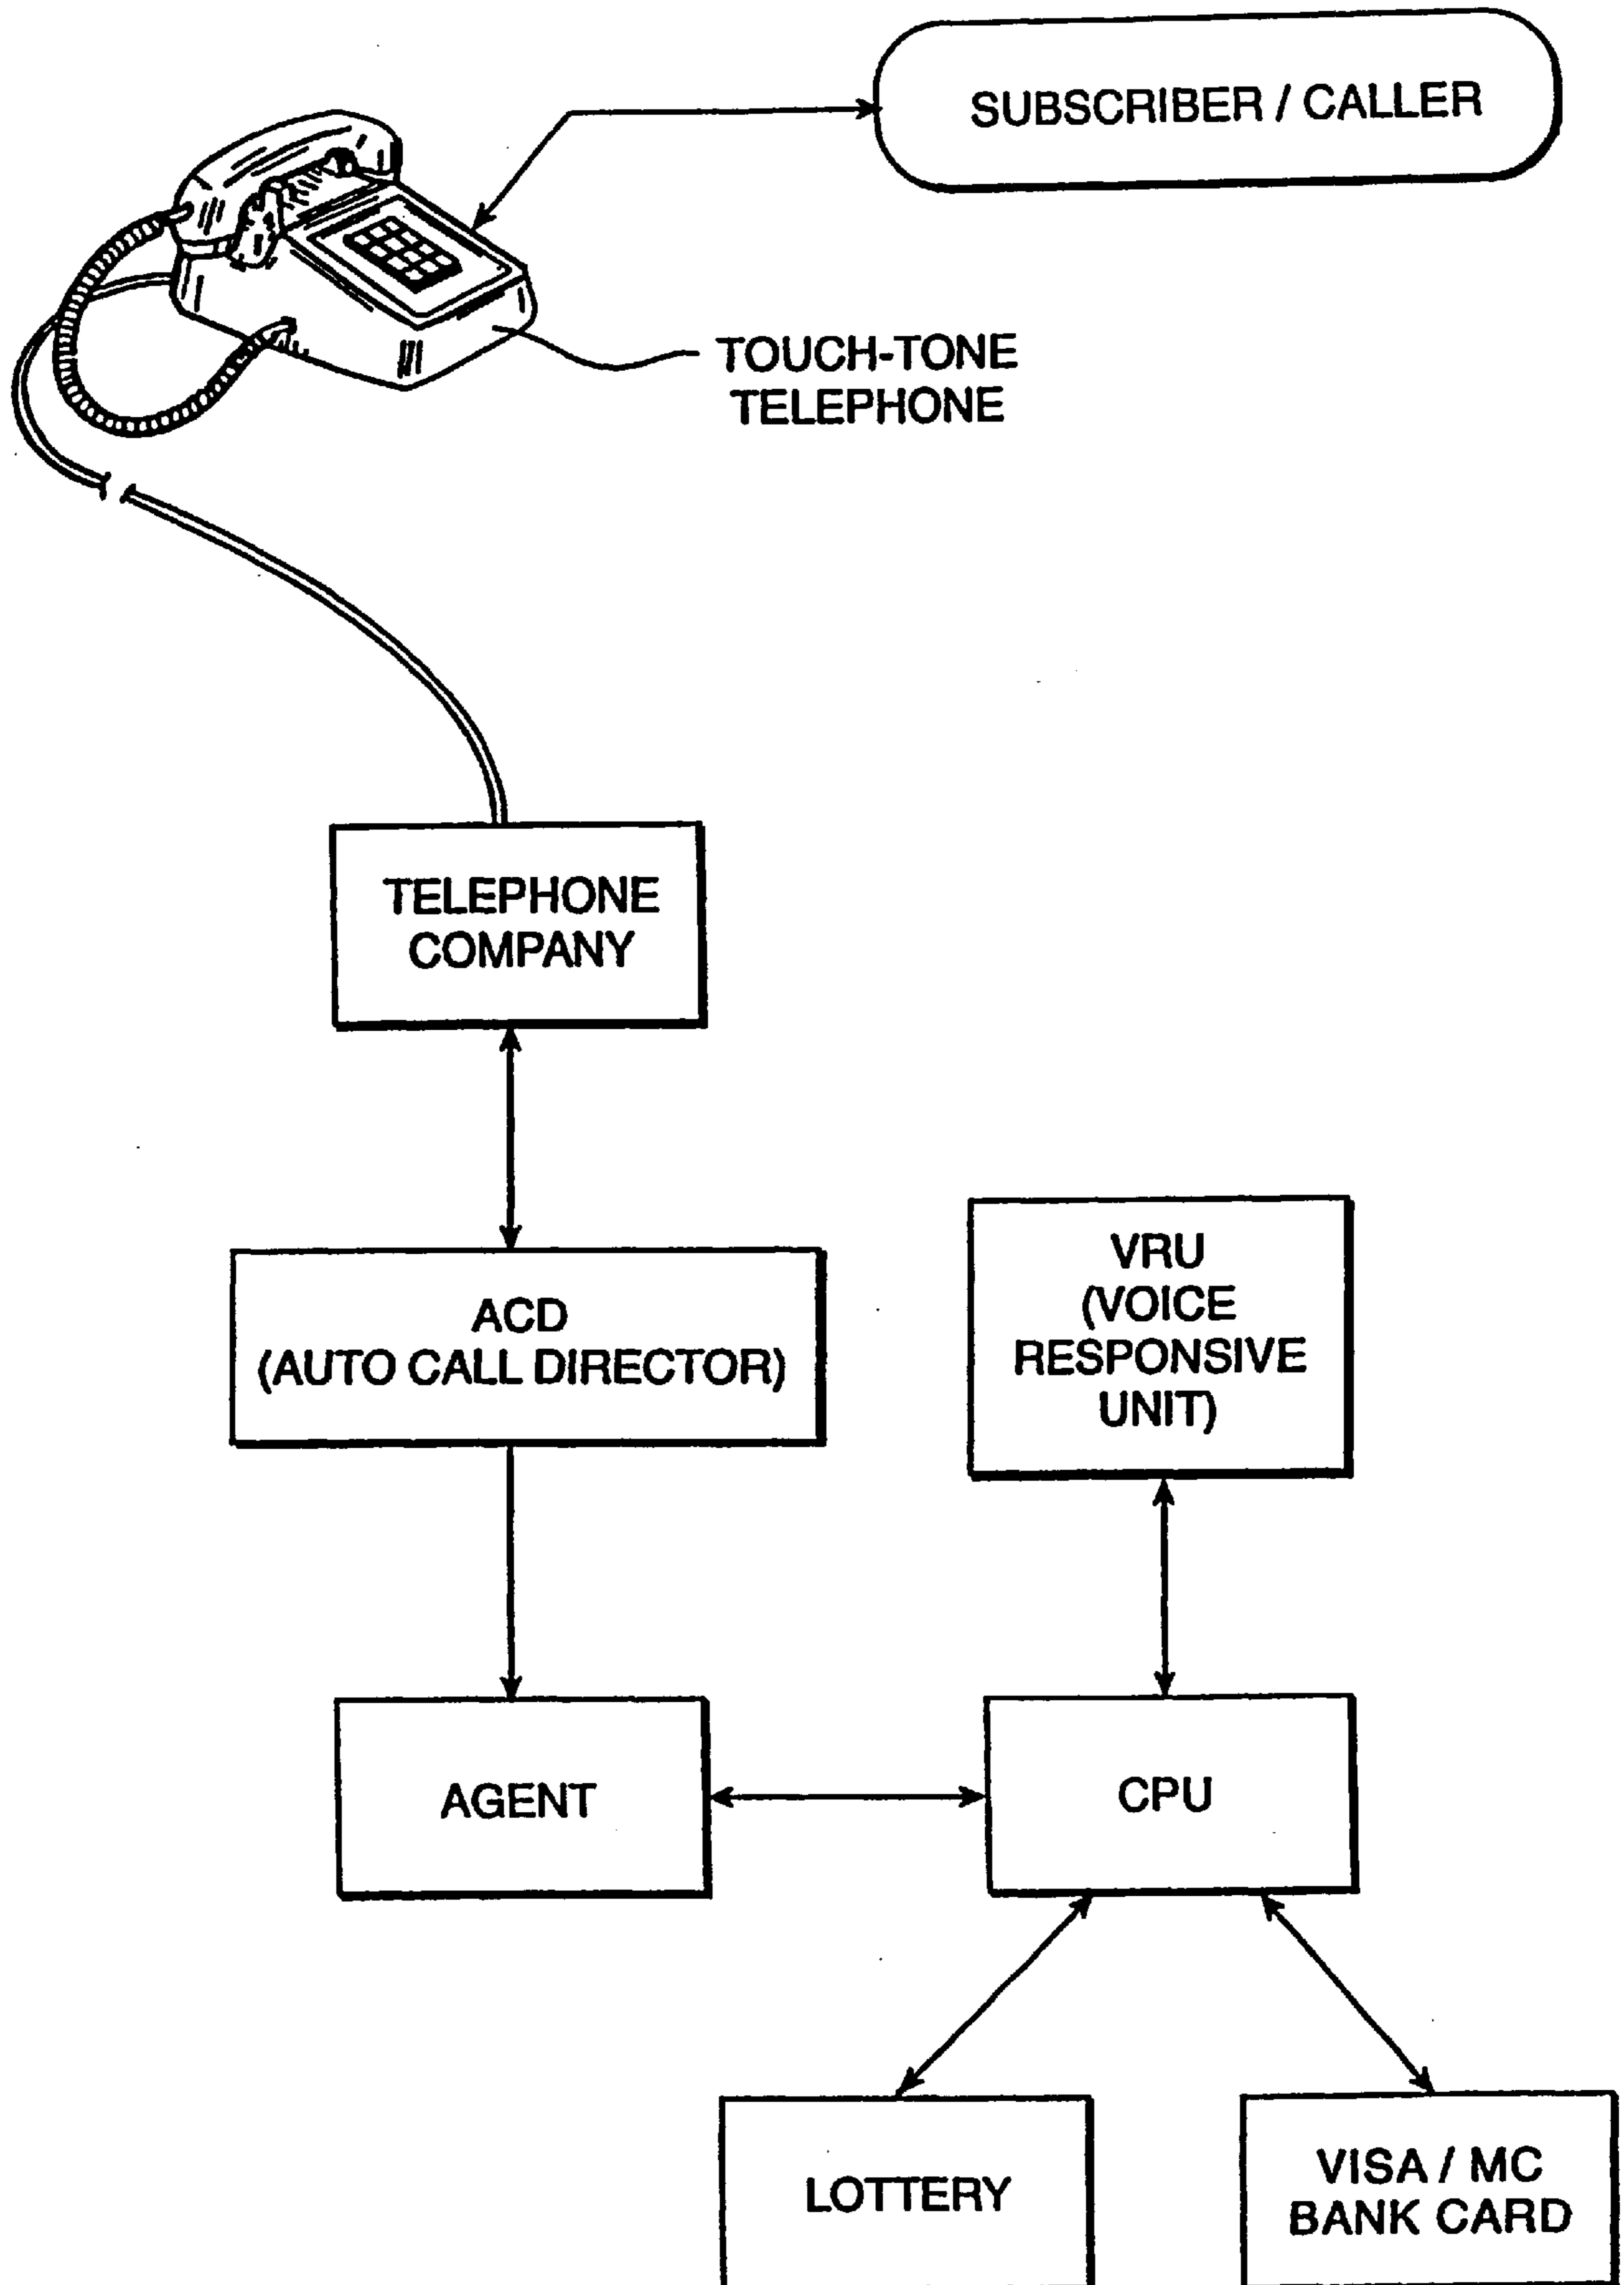 SUBSCRIBER / CALLER
TOUCH-TONE
TELEPHONE
TELEPHONE
COMPANY
ACD
(AUTO CALL DIRECTOR)
VRU
(VOICE
RESPONSIVE
UNIT)
AGENT
CPU
LOTTERY
VISA / MC
BANK CARD